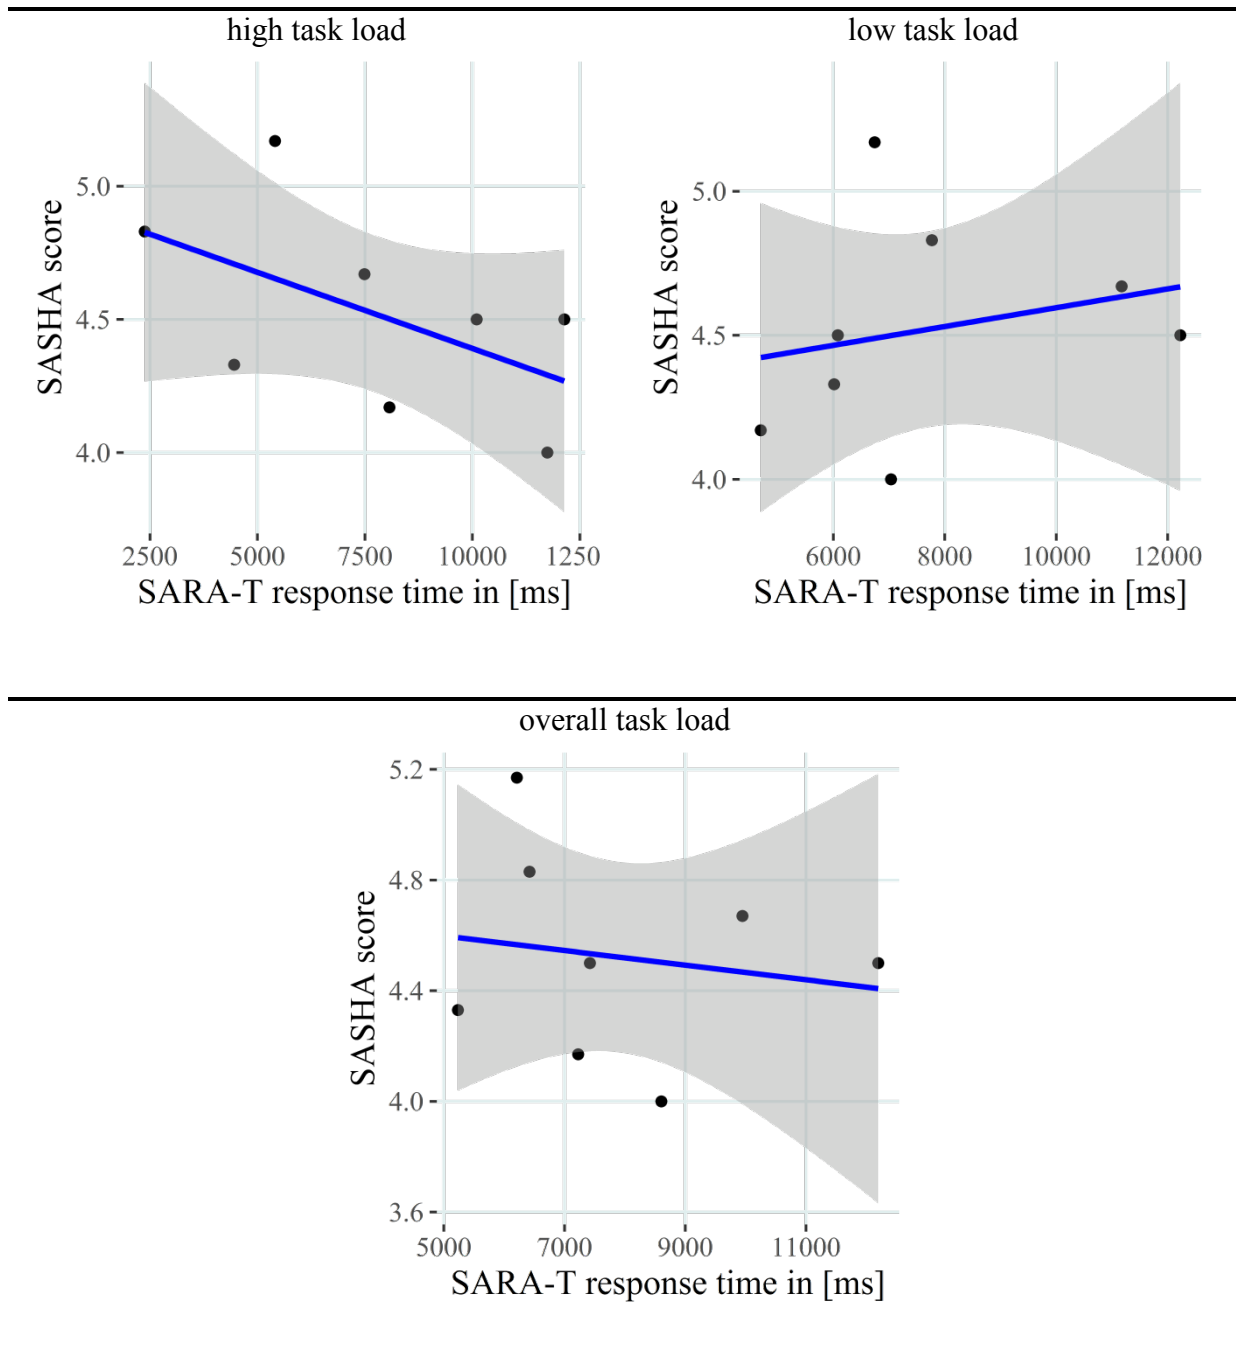 high task load
low task load
5.0
4.5
4.0
SASHA score
2500 5000 7500 10000 1250
SARA-T response time in [ms]
5.0
4.5
4.0
SASHA score
6000 8000 10000 12000
SARA-T response time in [ms]
overall task load
5.2
4.8
4.4
4.0
3.6
SASHA score
5000 7000 9000 11000
SARA-T response time in [ms]